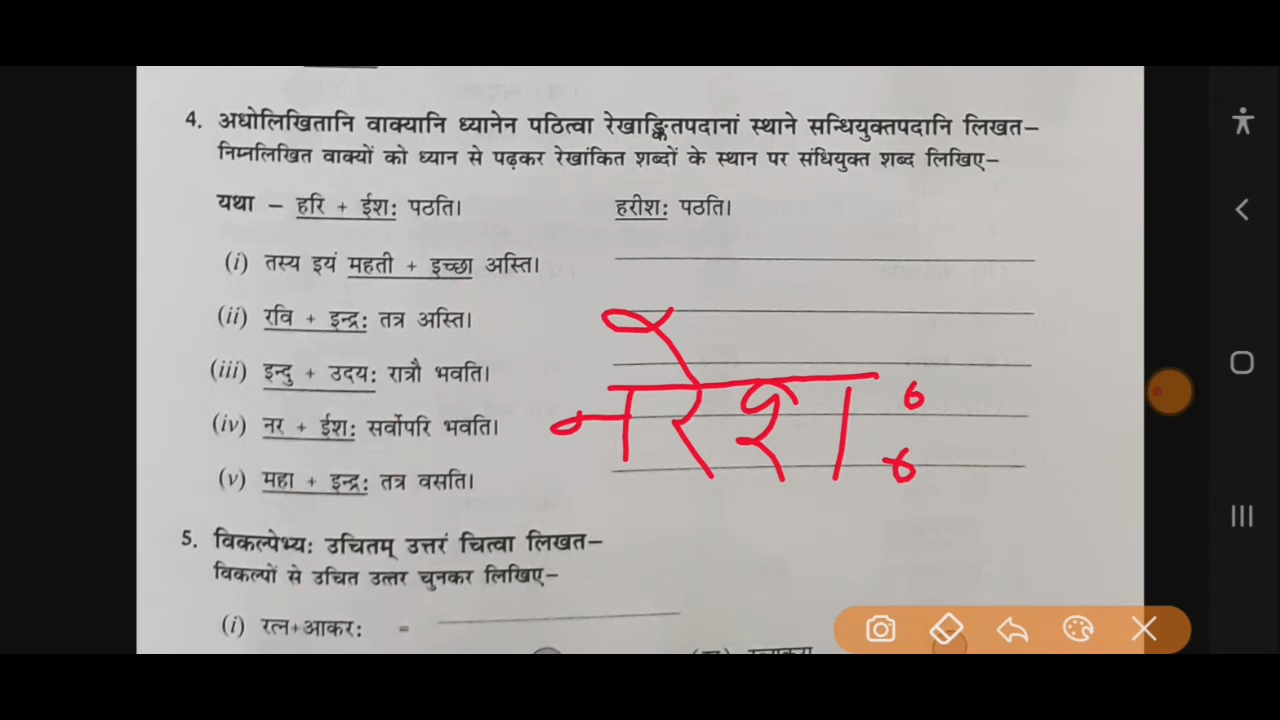 4. अधोलिखितानि वाक्यानि ध्यानेन पठित्वा रेखाङ्कितपदानां स्थाने सन्धियुक्तपदानि लिखत–
निम्नलिखित वाक्यों को ध्यान से पढ़कर रेखांकित शब्दों के स्थान पर संधियुक्त शब्द लिखिए–
यथा – हरि + ईशः पठति। हरीशः पठति।
(i) तस्य इयं महती + इच्छा अस्ति।
(ii) रवि + इन्द्रः तत्र अस्ति।
(iii) इन्दु + उदयः रात्रौ भवति।
(iv) नर + ईशः सर्वोपरि भवति।
नरेशः
(v) महा + इन्द्रः तत्र वसति।
5. विकल्पेभ्यः उचितम् उत्तरं चित्वा लिखत–
विकल्पों से उचित उत्तर चुनकर लिखिए–
(i) रत्न+आकरः =